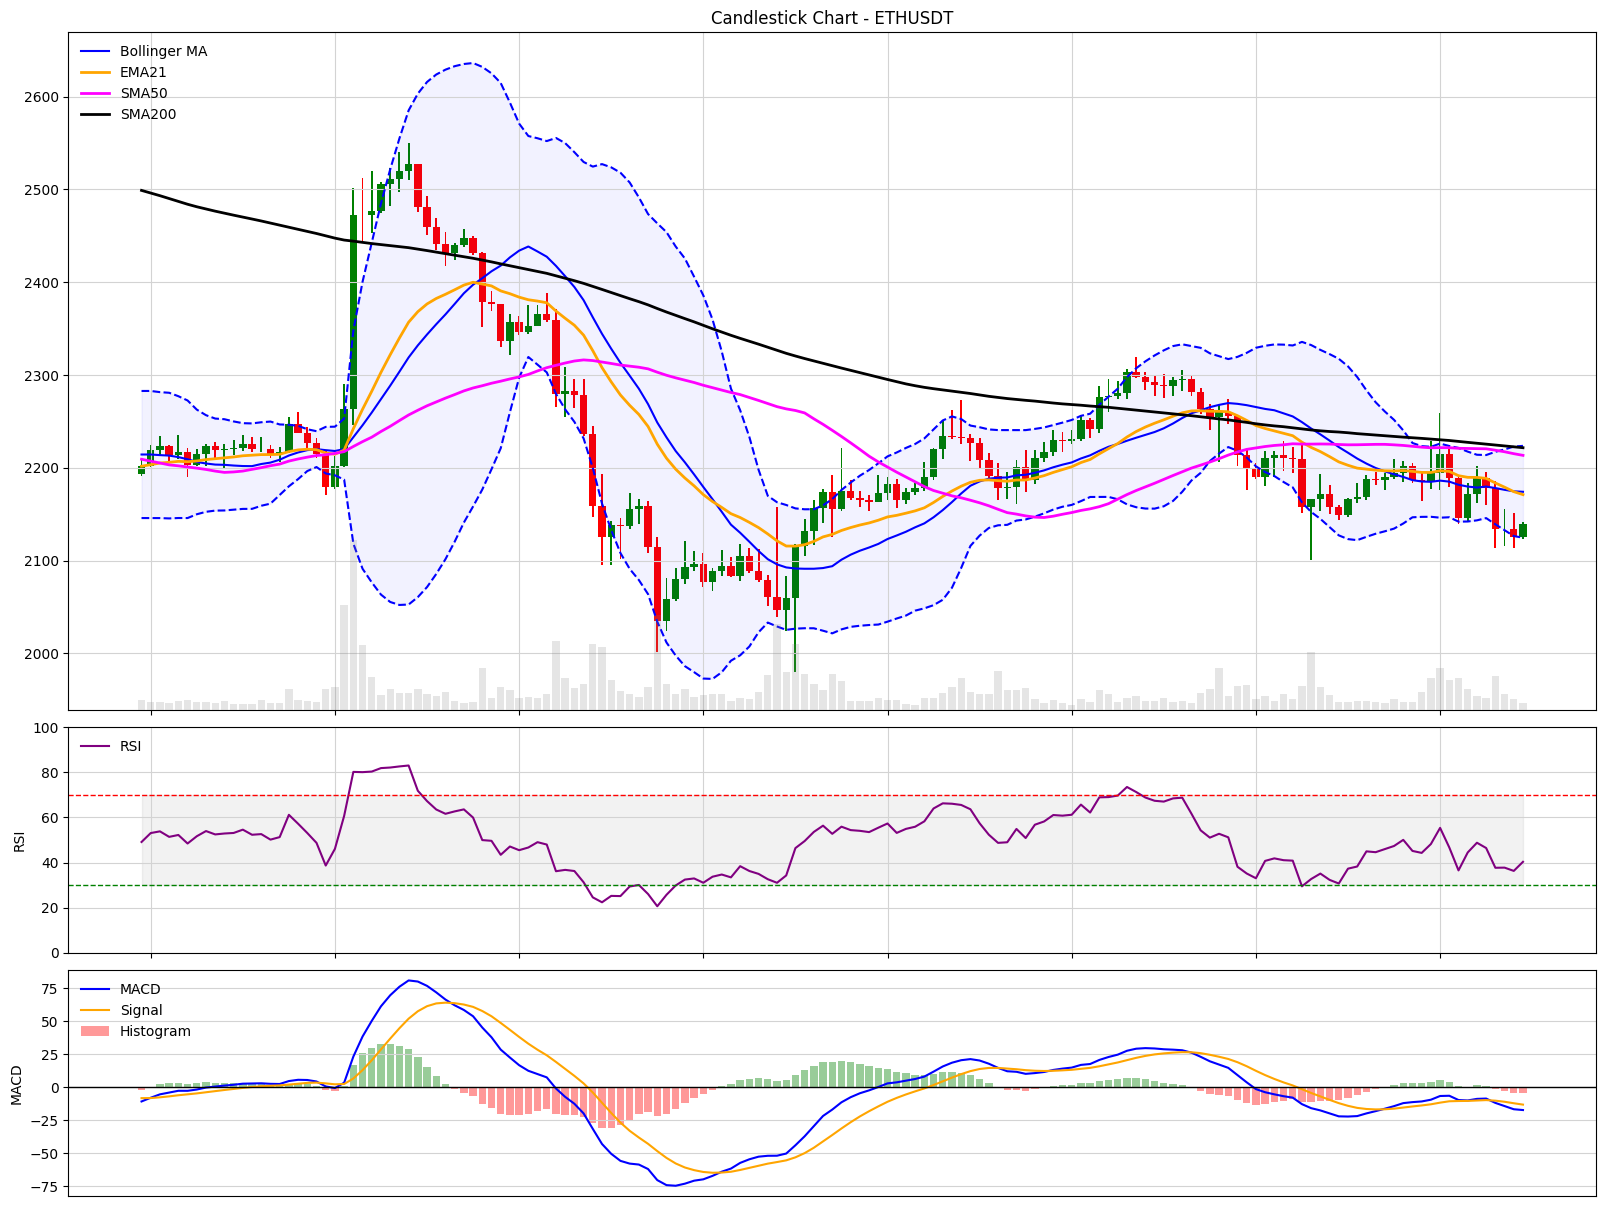 Candlestick Chart - ETHUSDT
Bollinger MA
EMA21
SMA50
SMA200
2600
2500
2400
2300
2200
2100
2000
100
80
60
40
20
0
RSI
RSI
75
50
25
0
−25
−50
−75
MACD
MACD
Signal
Histogram